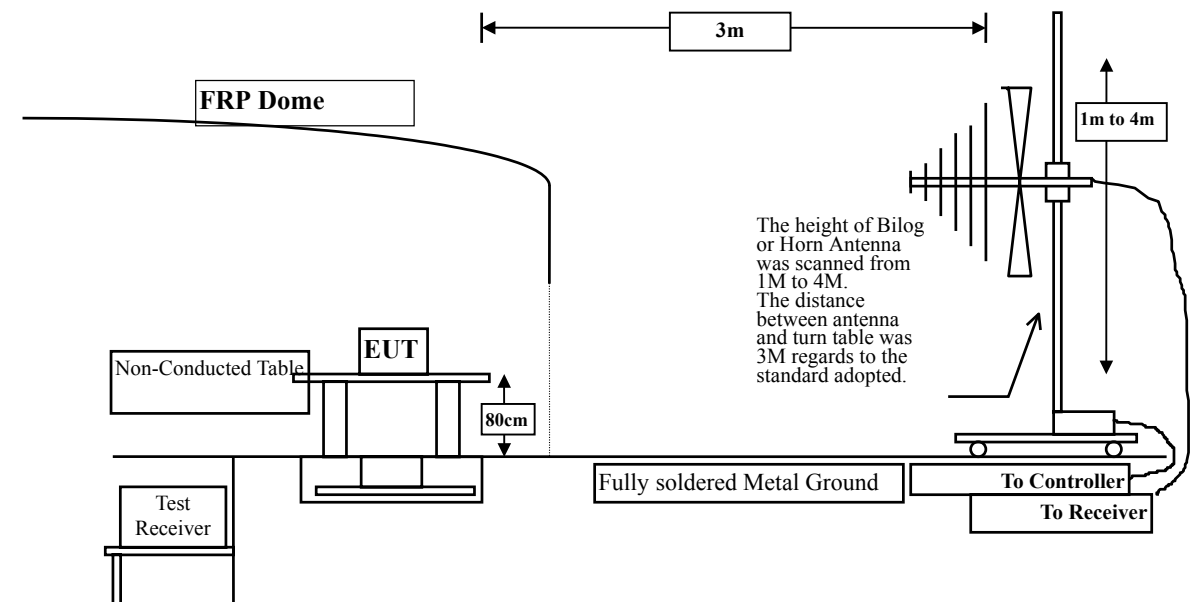 3m
FRP Dome
1m to 4m
The height of Bilog
or Horn Antenna
was scanned from
1M to 4M.
The distance
between antenna
and turn table was
3M regards to the
standard adopted.
EUT
Non-Conducted Table
80cm
Fully soldered Metal Ground
To Controller
To Receiver
Test
Receiver